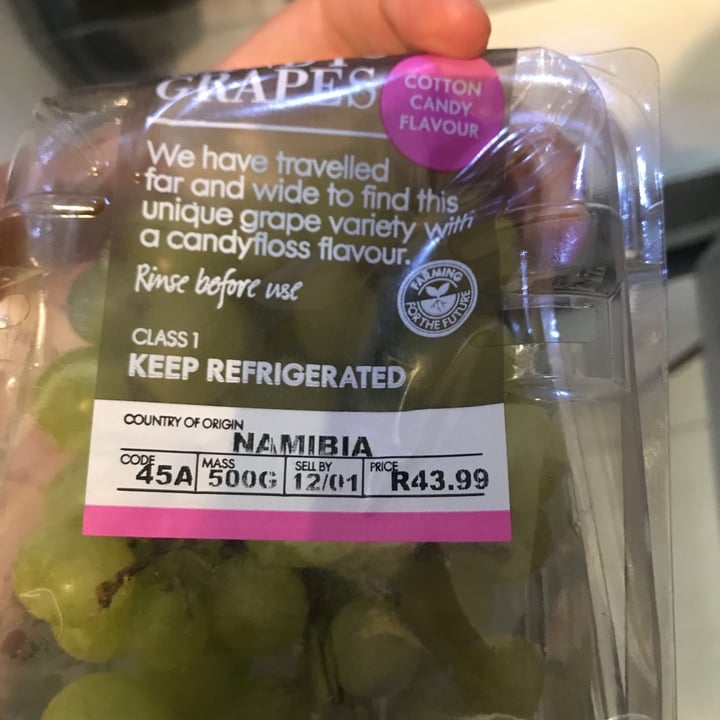 GRAPES
COTTON
CANDY
FLAVOUR
We have travelled
far and wide to find this
unique grape variety with
a candyfloss flavour.
Rinse before use
FARMING
FOR THE FUTURE
CLASS 1
KEEP REFRIGERATED
COUNTRY OF ORIGIN
NAMIBIA
CODE MASS SELL BY PRICE
45A 500G 12/01 R43.99